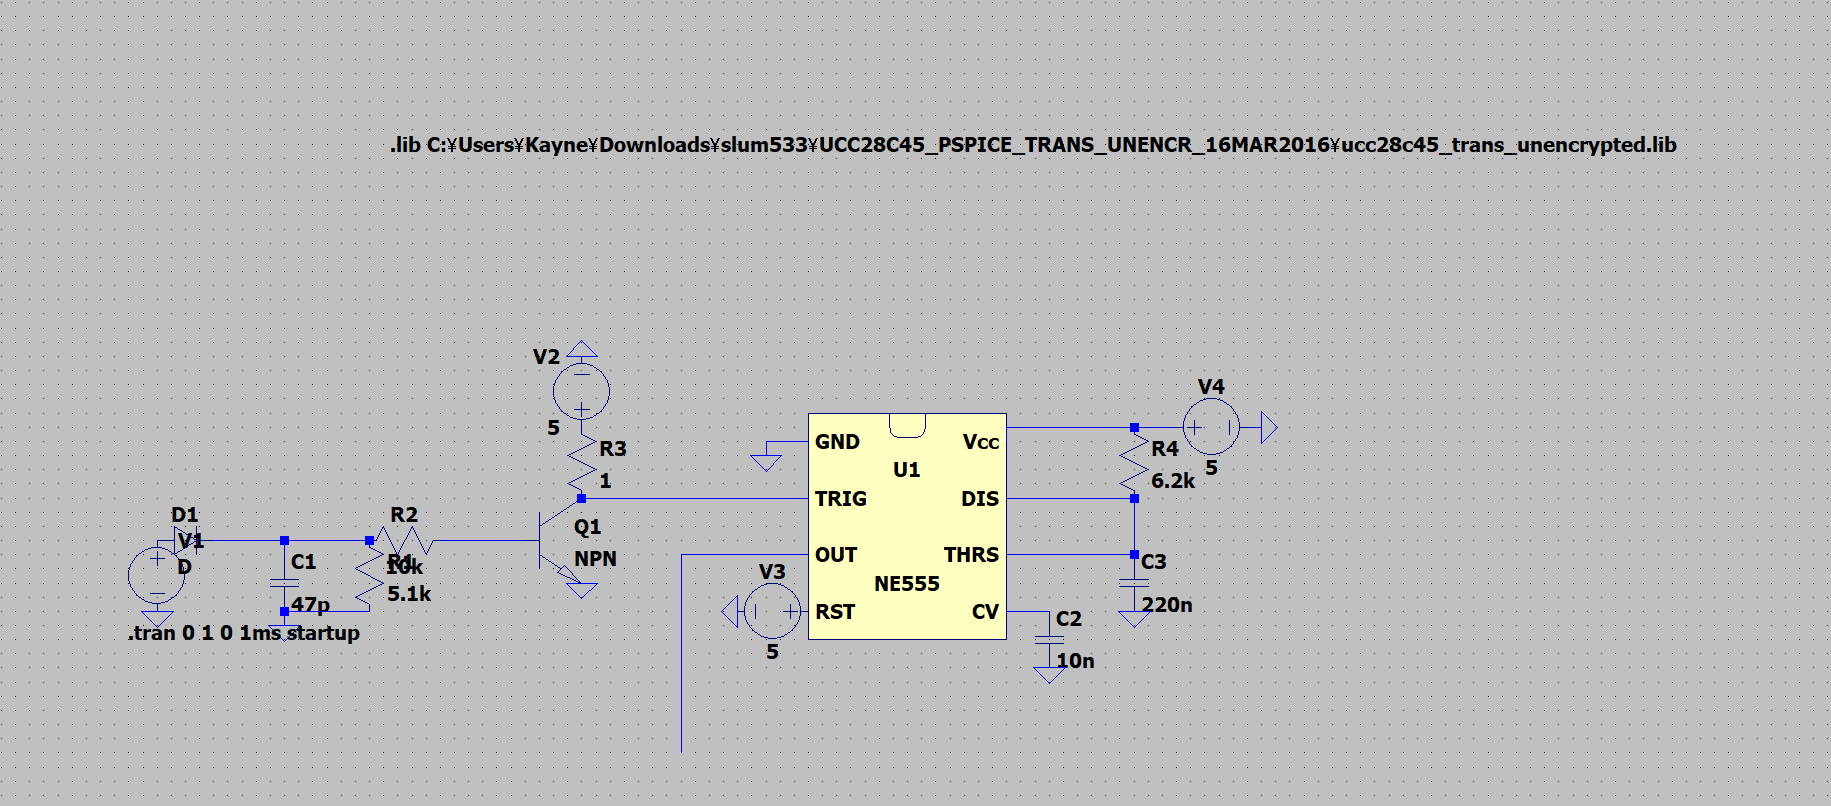 .lib C:¥Users¥Kayne¥Downloads¥slum533¥UCC28C45_PSPICE_TRANS_UNENCR_16MAR2016¥ucc28c45_trans_unencrypted.lib
V2
5
R3
1
V4
5
GND
VCC
U1
R4
6.2k
TRIG
DIS
D1
V1
D
R2
10k
Q1
NPN
C1
47p
R1
5.1k
OUT
THRS
NE555
C3
220n
V3
5
RST
CV
C2
10n
.tran 0 1 0 1ms startup